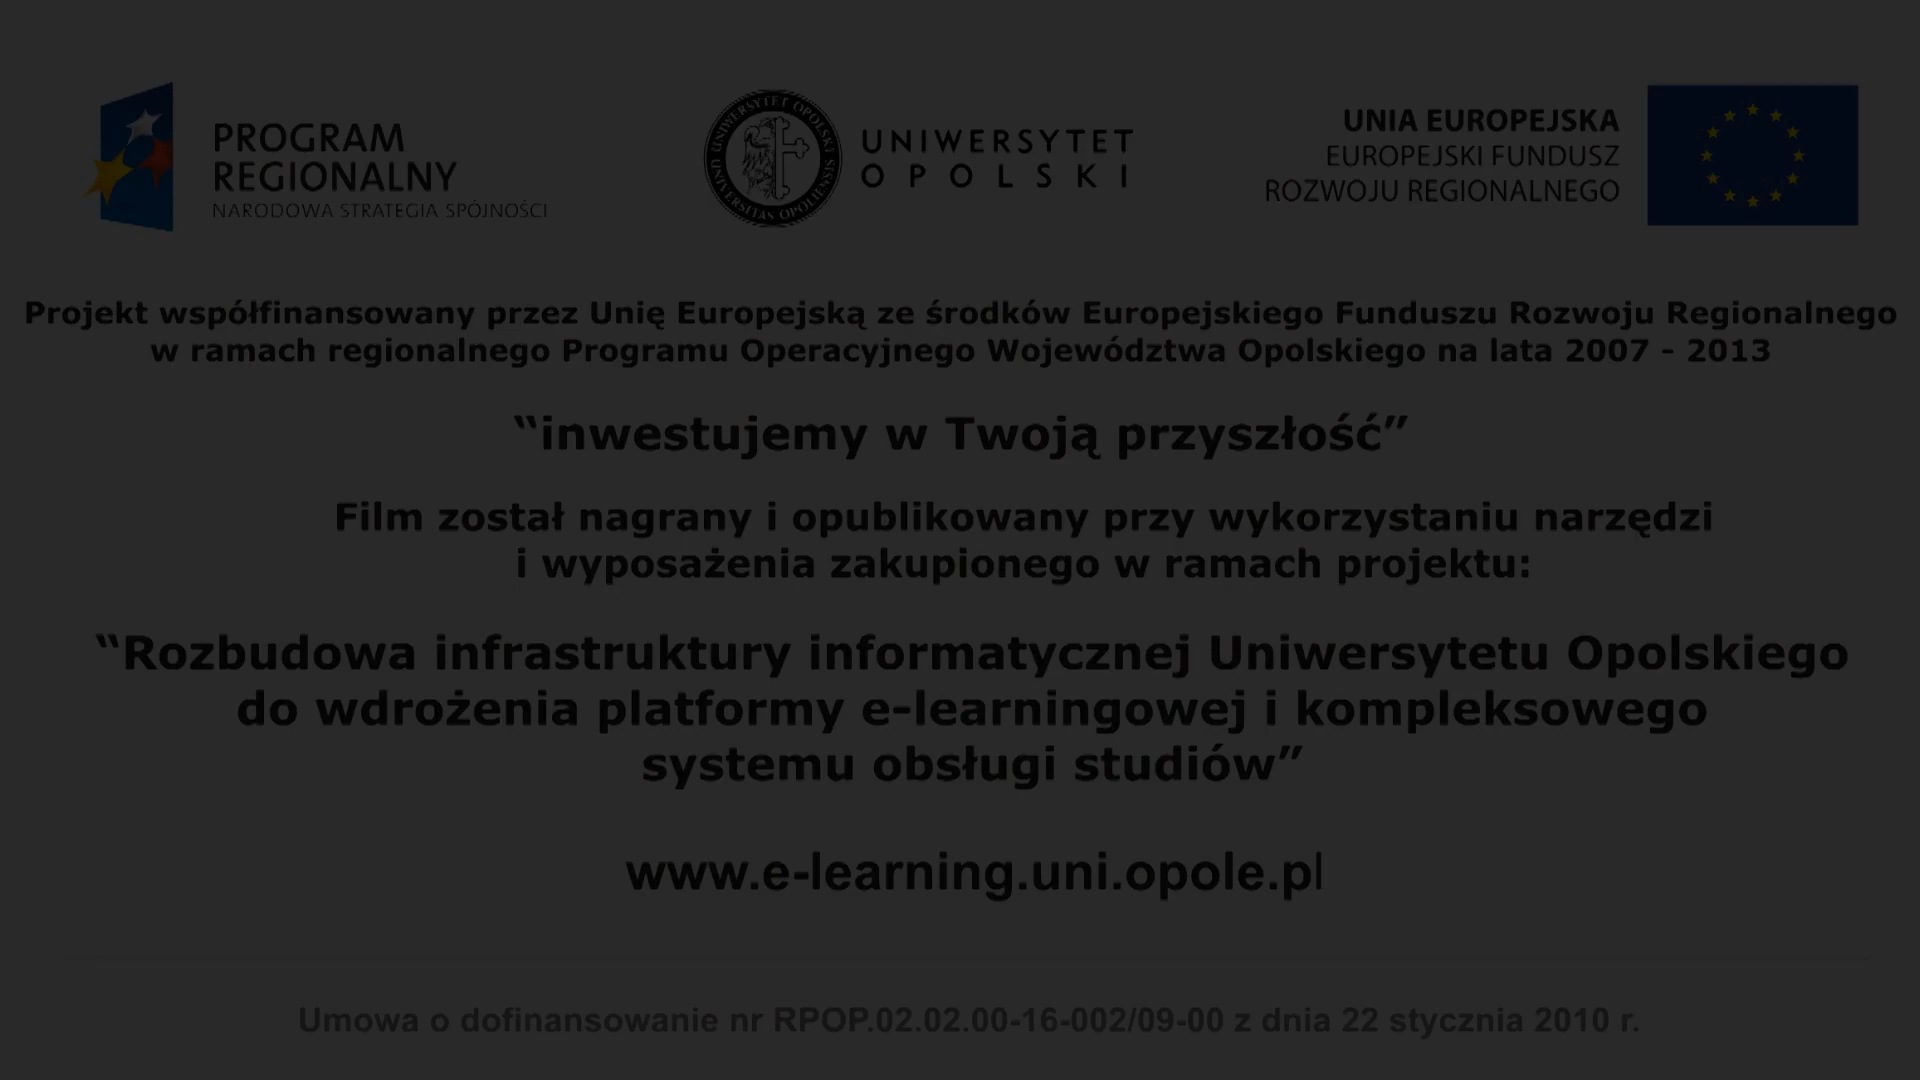 PROGRAM
REGIONALNY
NARODOWA STRATEGIA SPÓJNOŚCI
UNIWERSYTET OPOLSKI
UNIVERSITAS OPOLIENSIS
UNIWERSYTET
OPOLSKI
UNIA EUROPEJSKA
EUROPEJSKI FUNDUSZ
ROZWOJU REGIONALNEGO
Projekt współfinansowany przez Unię Europejską ze środków Europejskiego Funduszu Rozwoju Regionalnego
w ramach regionalnego Programu Operacyjnego Województwa Opolskiego na lata 2007 - 2013
“inwestujemy w Twoją przyszłość”
Film został nagrany i opublikowany przy wykorzystaniu narzędzi
i wyposażenia zakupionego w ramach projektu:
“Rozbudowa infrastruktury informatycznej Uniwersytetu Opolskiego
do wdrożenia platformy e-learningowej i kompleksowego
systemu obsługi studiów”
www.e-learning.uni.opole.pl
Umowa o dofinansowanie nr RPOP.02.02.00-16-002/09-00 z dnia 22 stycznia 2010 r.